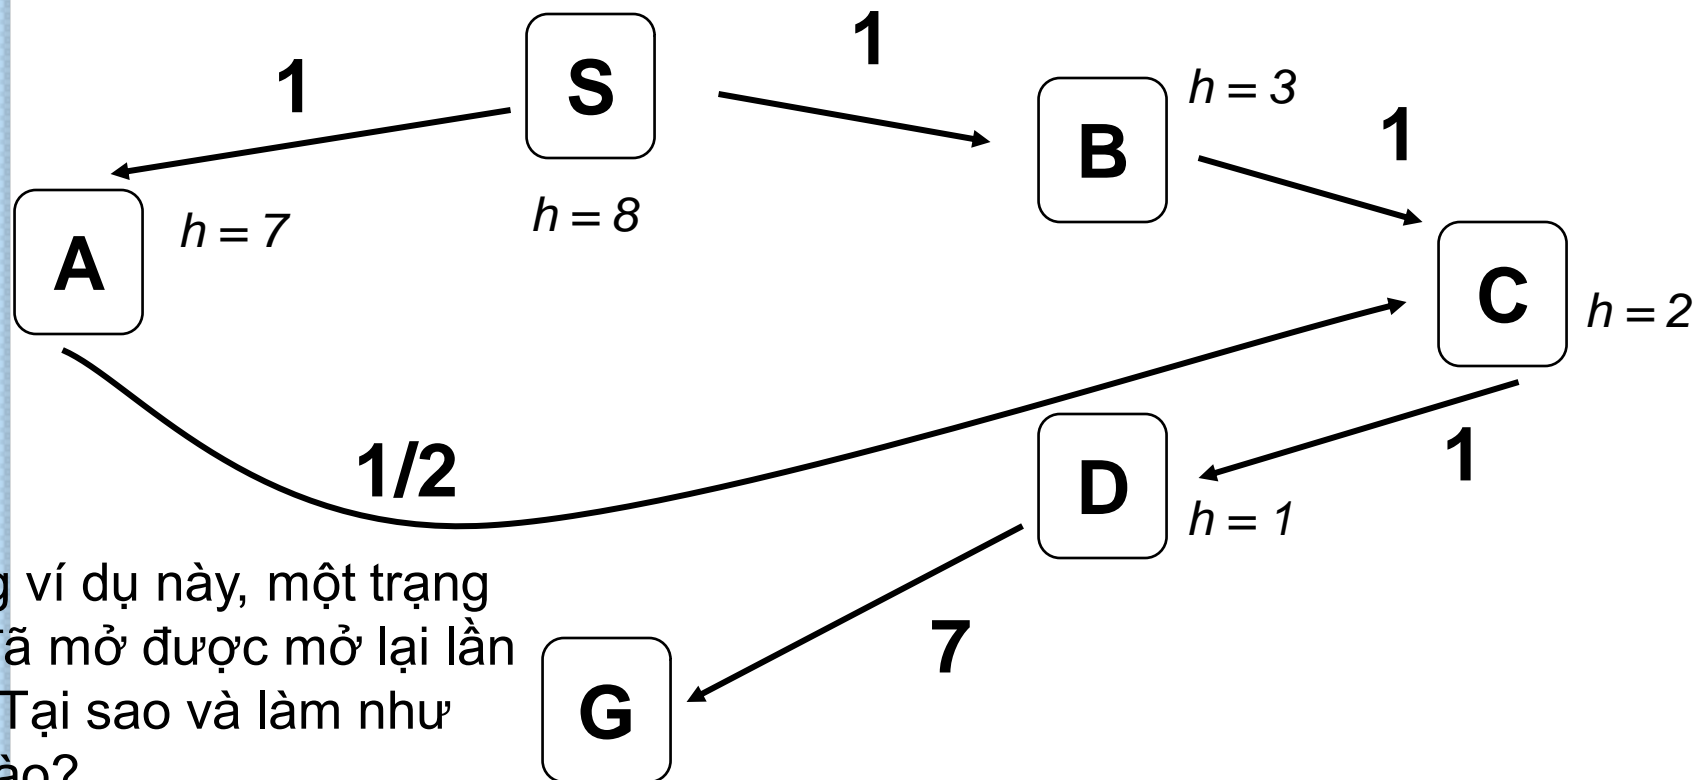 1
S
1
h = 3
B
1
A
h = 7
h = 8
C
h = 2
1/2
D
1
h = 1
ví dụ này, một trạng
mở được mở lại lần
Tại sao và làm như
7
G